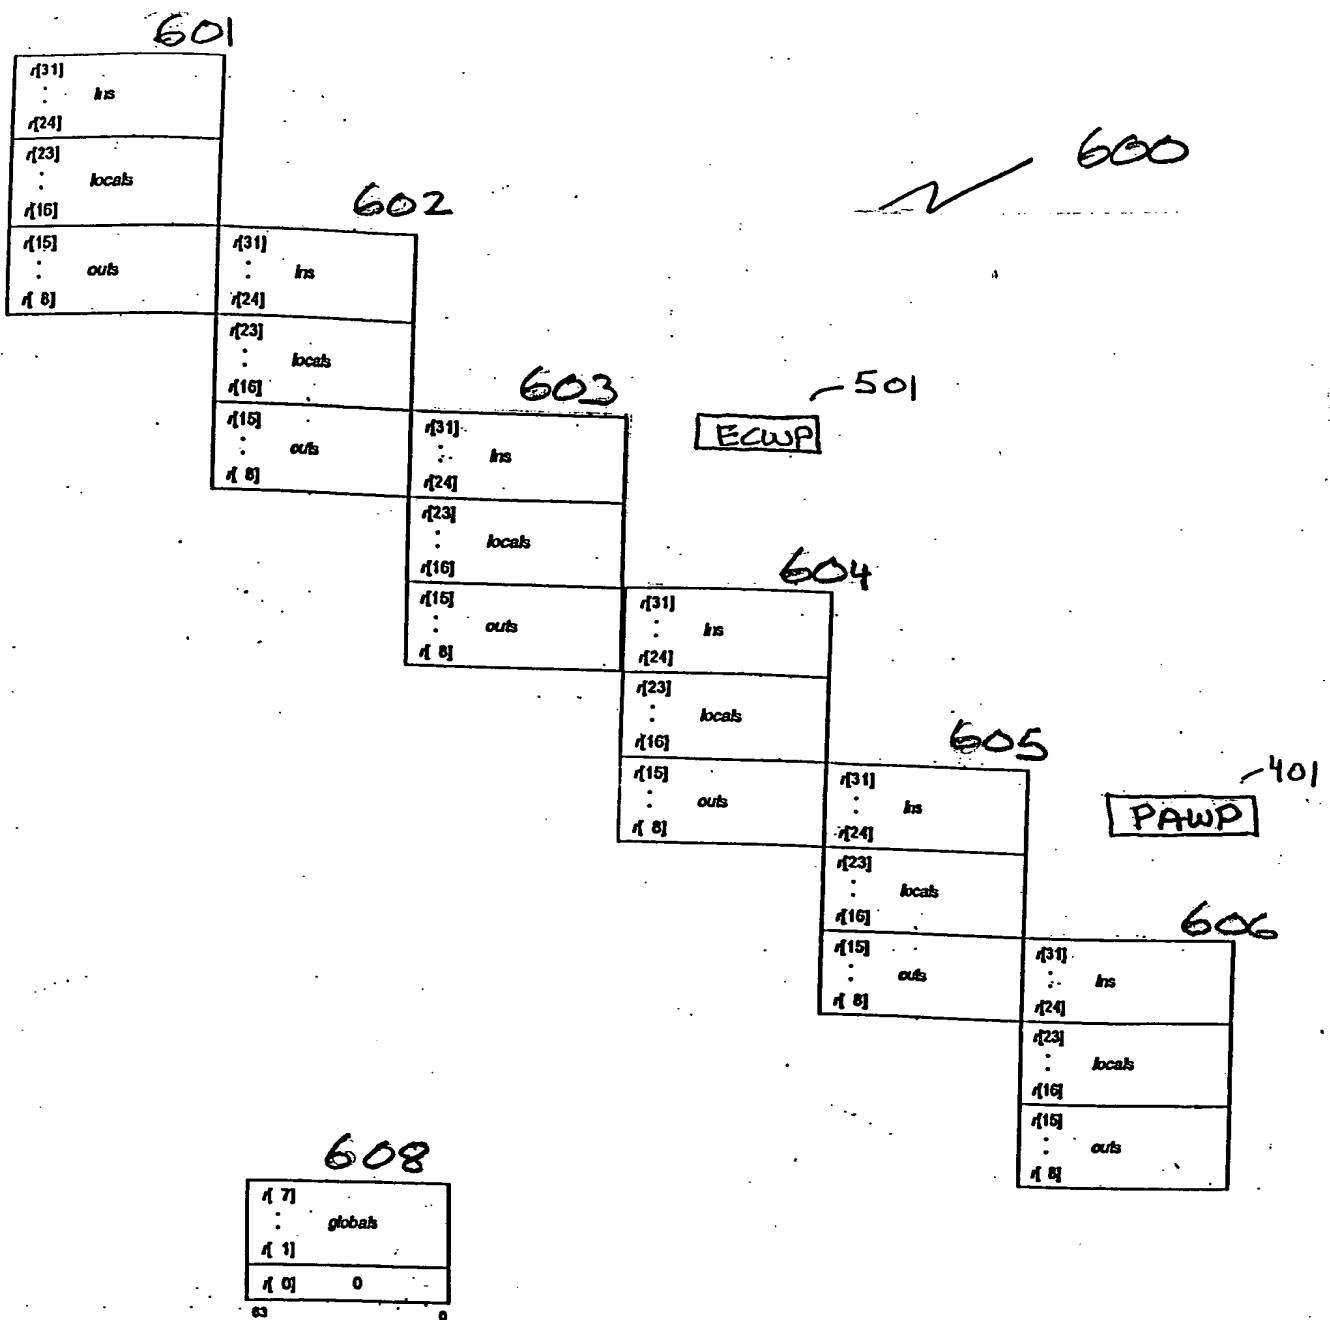 601
r[31]
Ins
r[24]
r[23]
locals
r[16]
r[15]
outs
r[ 8]
600
602
r[31]
Ins
r[24]
r[23]
locals
r[16]
r[15]
outs
r[ 8]
603
r[31]
Ins
r[24]
r[23]
locals
r[16]
r[15]
outs
r[ 8]
501
ECWP
604
r[31]
Ins
r[24]
r[23]
locals
r[16]
r[15]
outs
r[ 8]
605
r[31]
Ins
r[24]
r[23]
locals
r[16]
r[15]
outs
r[ 8]
401
PAWP
606
r[31]
Ins
r[24]
r[23]
locals
r[16]
r[15]
outs
r[ 8]
608
r[ 7]
globals
r[ 1]
r[ 0] 0
63 0